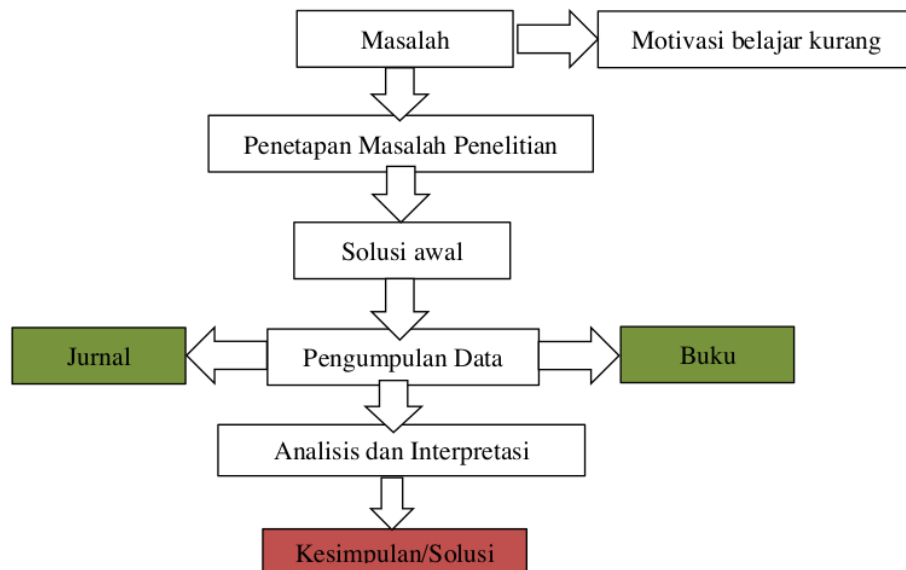 Masalah
Motivasi belajar kurang
Penetapan Masalah Penelitian
Solusi awal
Jurnal
Pengumpulan Data
Buku
Analisis dan Interpretasi
Kesimpulan/Solusi